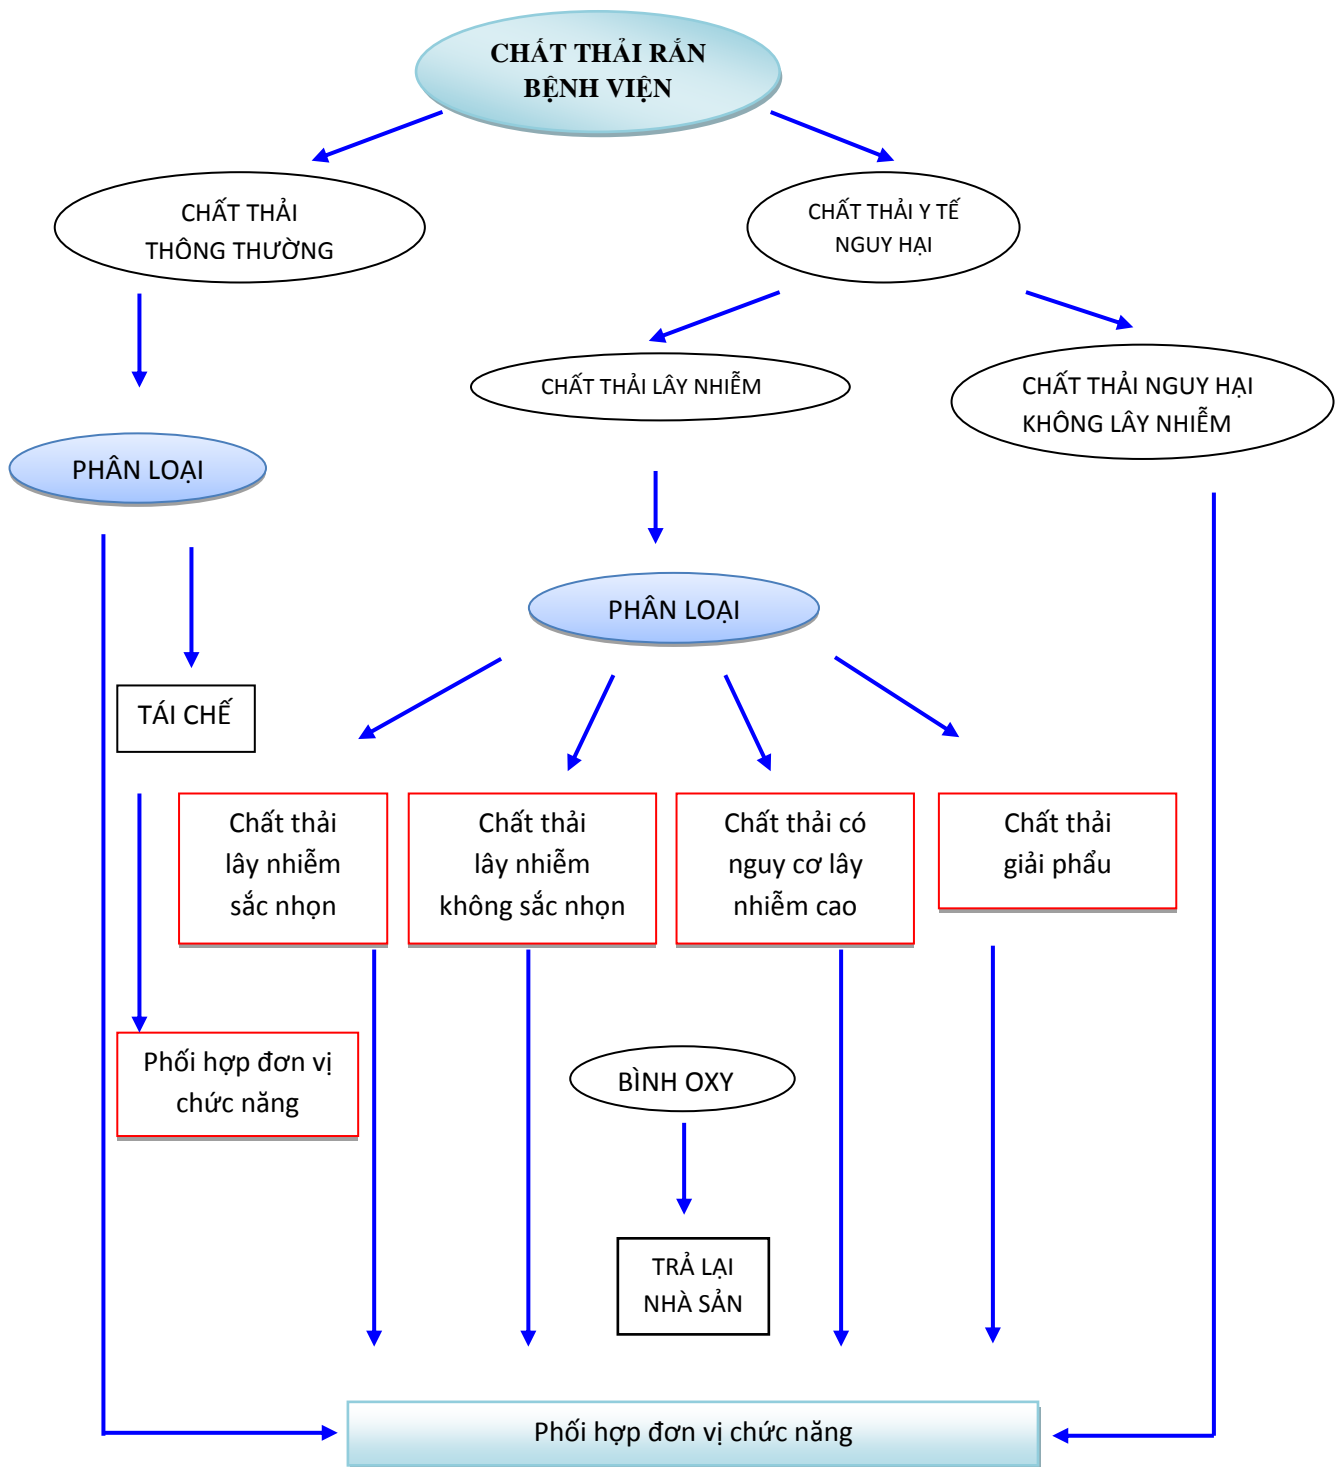 CHẤT THẢI RẮN
BỆNH VIỆN
CHẤT THẢI
THÔNG THƯỜNG
CHẤT THẢI Y TẾ
NGUY HẠI
CHẤT THẢI LÂY NHIỄM
CHẤT THẢI NGUY HẠI
KHÔNG LÂY NHIỄM
PHÂN LOẠI
PHÂN LOẠI
TÁI CHẾ
Chất thải
lây nhiễm
sắc nhọn
Chất thải
lây nhiễm
không sắc nhọn
Chất thải có
nguy cơ lây
nhiễm cao
Chất thải
giải phẩu
Phối hợp đơn vị
chức năng
BÌNH OXY
TRẢ LẠI
NHÀ SẢN
Phối hợp đơn vị chức năng